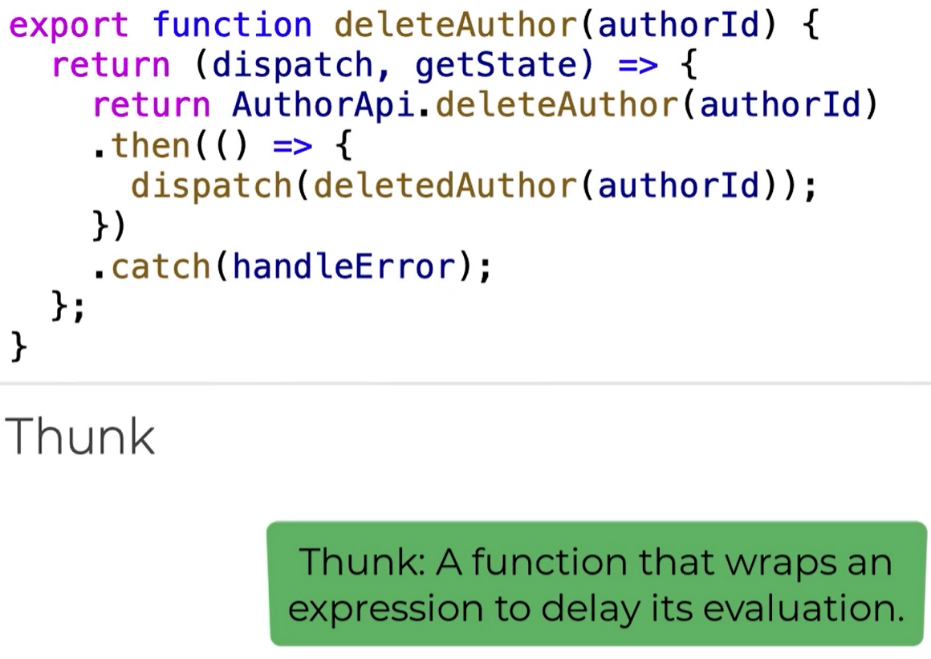 export function deleteAuthor(authorId) {
  return (dispatch, getState) => {
    return AuthorApi.deleteAuthor(authorId)
    .then(() => {
      dispatch(deletedAuthor(authorId));
    })
    .catch(handleError);
  };
}
Thunk
Thunk: A function that wraps an
expression to delay its evaluation.